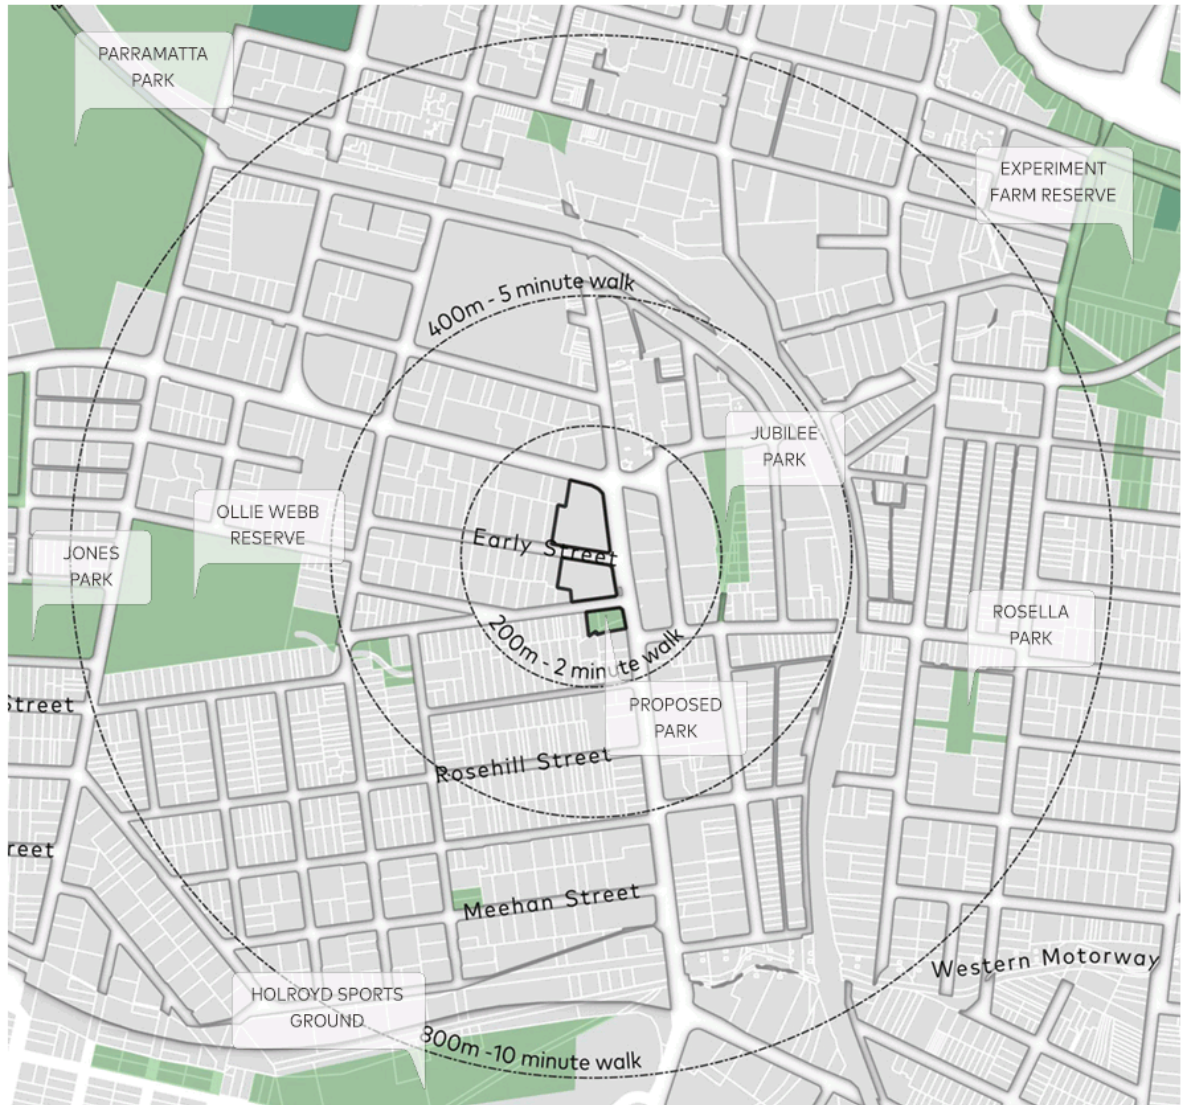 PARRAMATTA
PARK
EXPERIMENT
FARM RESERVE
400m - 5 minute walk
JUBILEE
PARK
OLLIE WEBB
RESERVE
Early Street
JONES
PARK
ROSELLA
PARK
200m - 2 minute walk
PROPOSED
PARK
Street
Rosehill Street
reet
Meehan Street
Western Motorway
HOLROYD SPORTS
GROUND
800m -10 minute walk